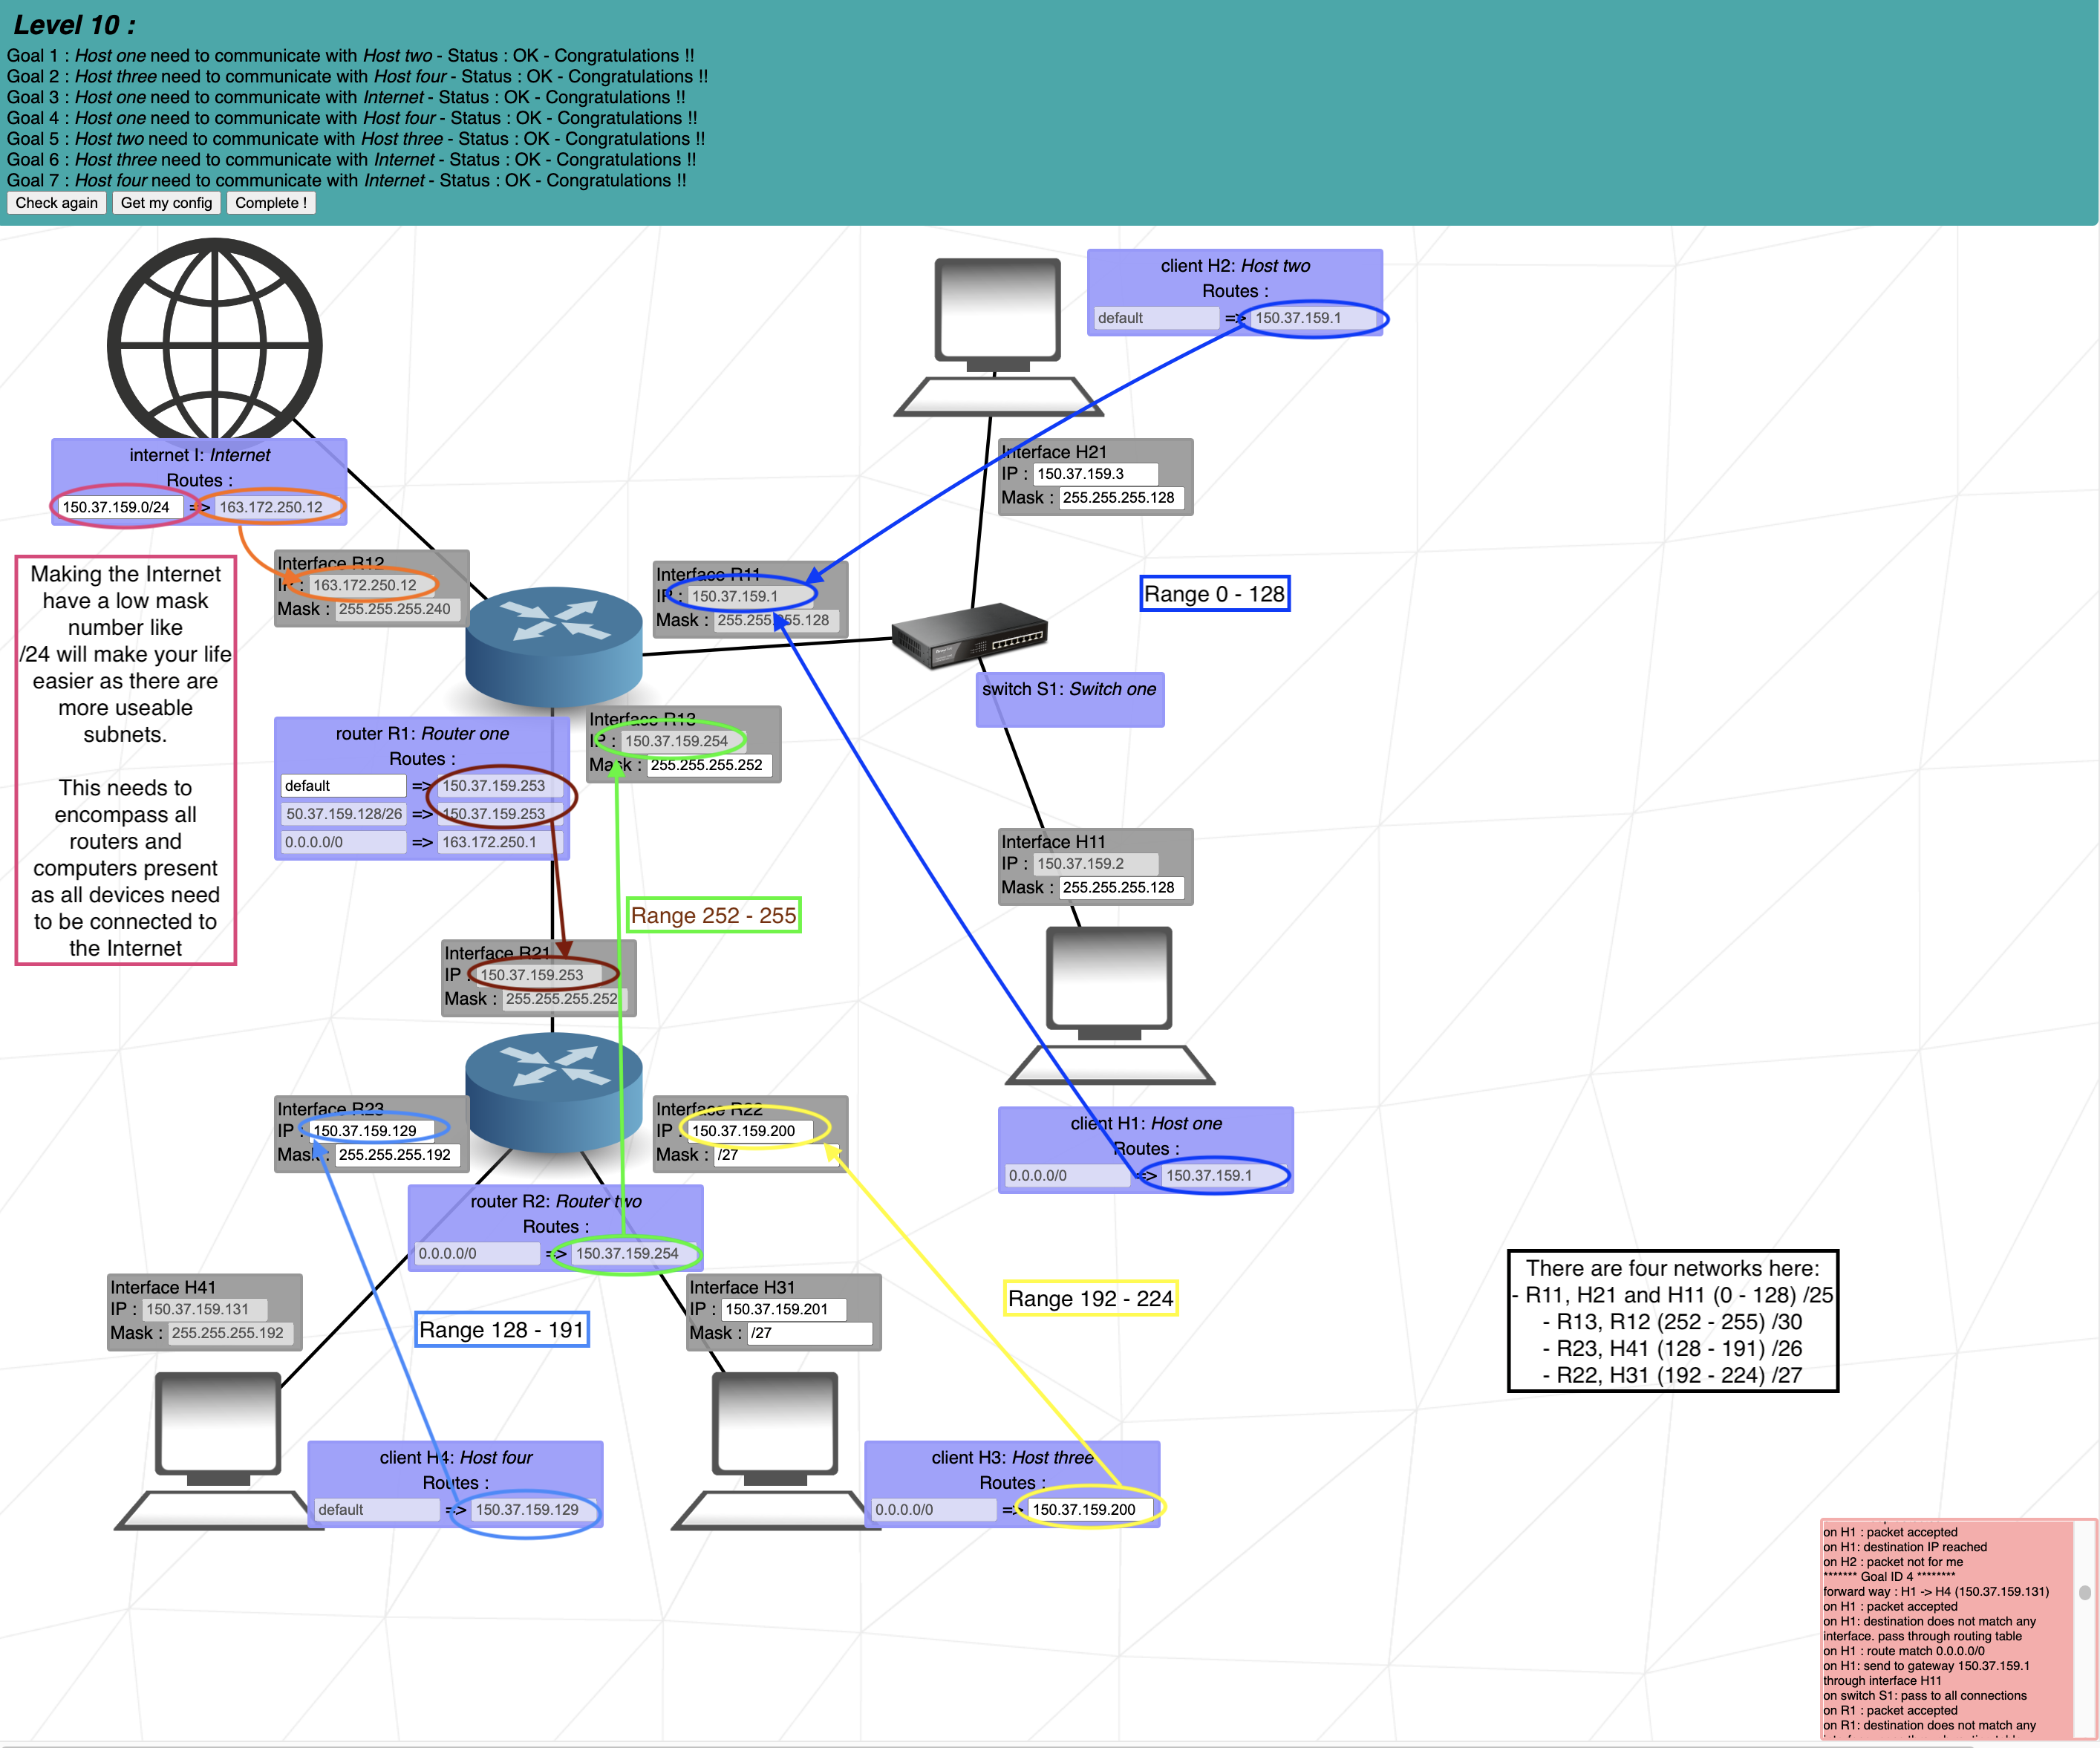 Level 10 :
Goal 1 : Host one need to communicate with Host two - Status : OK - Congratulations !!
Goal 2 : Host three need to communicate with Host four - Status : OK - Congratulations !!
Goal 3 : Host one need to communicate with Internet - Status : OK - Congratulations !!
Goal 4 : Host one need to communicate with Host four - Status : OK - Congratulations !!
Goal 5 : Host two need to communicate with Host three - Status : OK - Congratulations !!
Goal 6 : Host three need to communicate with Internet - Status : OK - Congratulations !!
Goal 7 : Host four need to communicate with Internet - Status : OK - Congratulations !!
Check again Get my config Complete !
client H2: Host two
Routes :
default => 150.37.159.1
internet I: Internet
Routes :
150.37.159.0/24 => 163.172.250.12
Interface H21
IP : 150.37.159.3
Mask : 255.255.255.128
Interface R12
IP : 163.172.250.12
Mask : 255.255.255.240
Interface R11
IP : 150.37.159.1
Mask : 255.255.255.128
Range 0 - 128
Making the Internet
have a low mask
number like
/24 will make your life
easier as there are
more useable
subnets.
This needs to
encompass all
routers and
computers present
as all devices need
to be connected to
the Internet
switch S1: Switch one
router R1: Router one
Routes :
default => 150.37.159.253
50.37.159.128/26 => 150.37.159.253
0.0.0.0/0 => 163.172.250.1
Interface R13
IP : 150.37.159.254
Mask : 255.255.255.252
Interface H11
IP : 150.37.159.2
Mask : 255.255.255.128
Range 252 - 255
Interface R21
IP : 150.37.159.253
Mask : 255.255.255.252
Interface R23
IP : 150.37.159.129
Mask : 255.255.255.192
Interface R22
IP : 150.37.159.200
Mask : /27
client H1: Host one
Routes :
0.0.0.0/0 => 150.37.159.1
router R2: Router two
Routes :
0.0.0.0/0 => 150.37.159.254
Interface H41
IP : 150.37.159.131
Mask : 255.255.255.192
Range 128 - 191
Interface H31
IP : 150.37.159.201
Mask : /27
Range 192 - 224
There are four networks here:
- R11, H21 and H11 (0 - 128) /25
- R13, R12 (252 - 255) /30
- R23, H41 (128 - 191) /26
- R22, H31 (192 - 224) /27
client H4: Host four
Routes :
default => 150.37.159.129
client H3: Host three
Routes :
0.0.0.0/0 => 150.37.159.200
on H1 : packet accepted
on H1: destination IP reached
on H2 : packet not for me
******* Goal ID 4 ********
forward way : H1 -> H4 (150.37.159.131)
on H1 : packet accepted
on H1: destination does not match any
interface. pass through routing table
on H1 : route match 0.0.0.0/0
on H1: send to gateway 150.37.159.1
through interface H11
on switch S1: pass to all connections
on R1 : packet accepted
on R1: destination does not match any